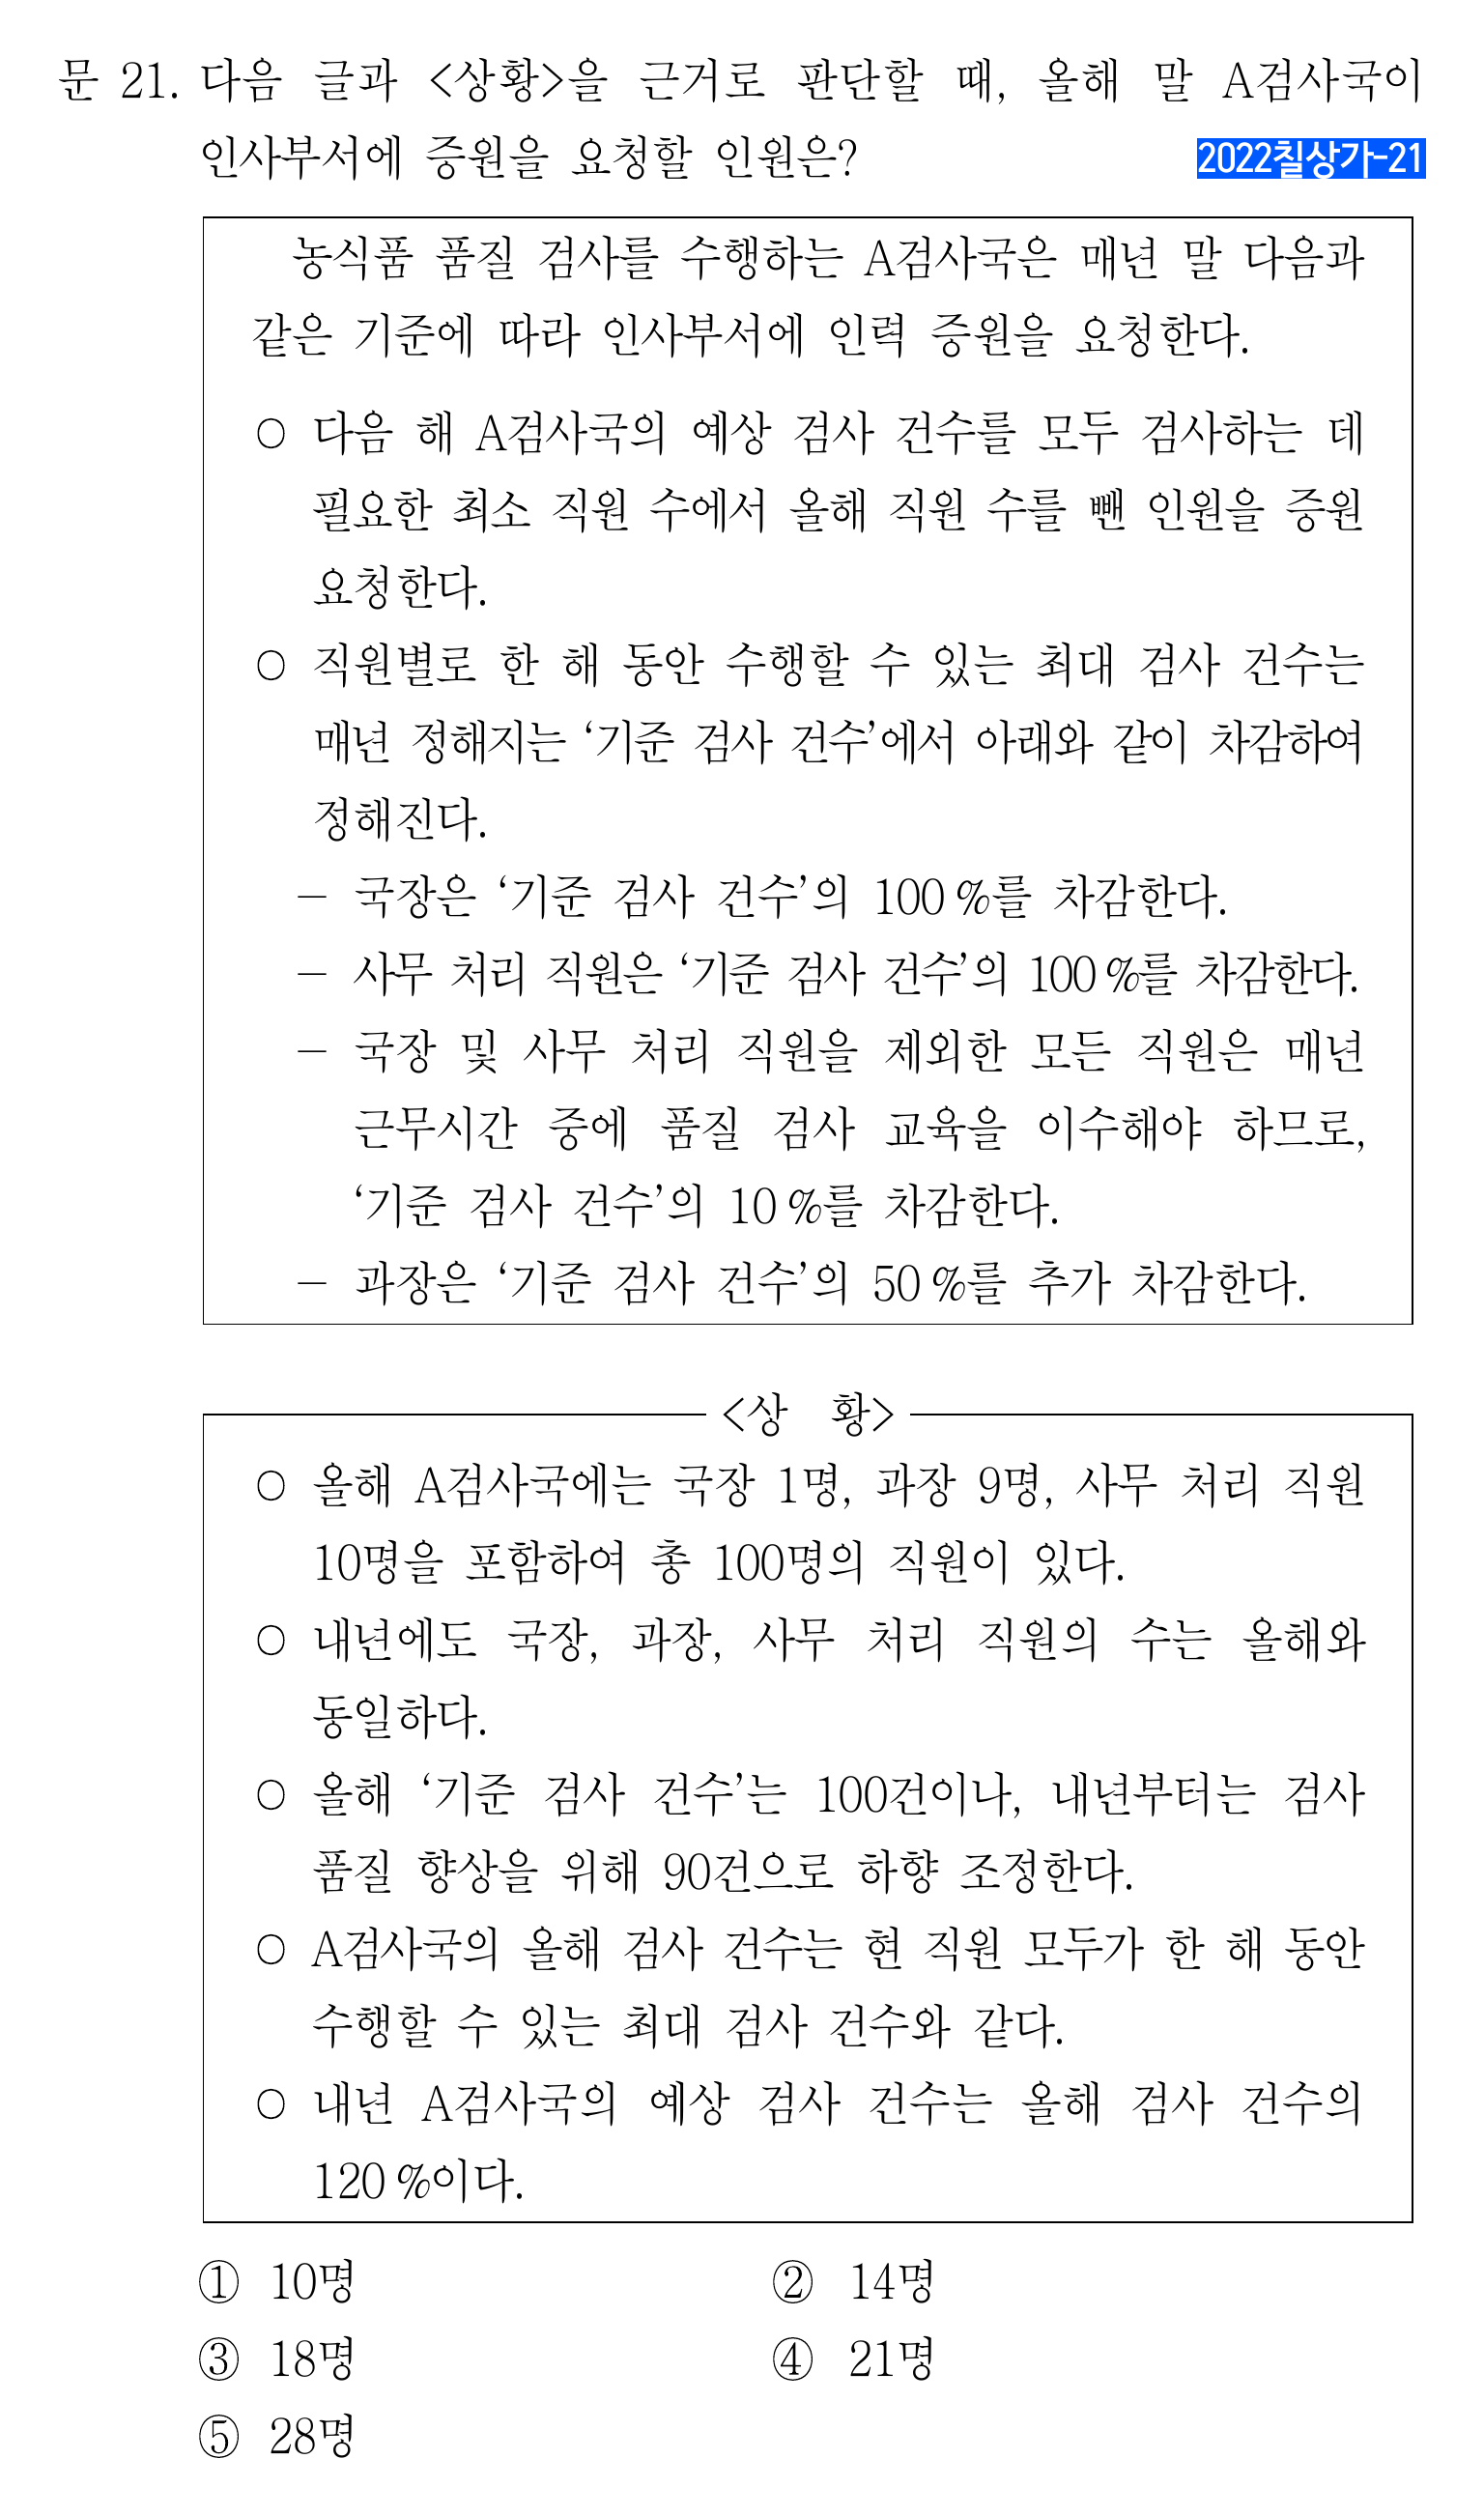 문 21. 다음 글과 <상황>을 근거로 판단할 때, 올해 말 A검사국이
인사부서에 증원을 요청할 인원은?
2022칠상가-21
농식품 품질 검사를 수행하는 A검사국은 매년 말 다음과
같은 기준에 따라 인사부서에 인력 증원을 요청한다.
○ 다음 해 A검사국의 예상 검사 건수를 모두 검사하는 데
필요한 최소 직원 수에서 올해 직원 수를 뺀 인원을 증원
요청한다.
○ 직원별로 한 해 동안 수행할 수 있는 최대 검사 건수는
매년 정해지는 ‘기준 검사 건수’에서 아래와 같이 차감하여
정해진다.
- 국장은 ‘기준 검사 건수’의 100 %를 차감한다.
- 사무 처리 직원은 ‘기준 검사 건수’의 100 %를 차감한다.
- 국장 및 사무 처리 직원을 제외한 모든 직원은 매년
근무시간 중에 품질 검사 교육을 이수해야 하므로,
‘기준 검사 건수’의 10 %를 차감한다.
- 과장은 ‘기준 검사 건수’의 50 %를 추가 차감한다.
<상 황>
○ 올해 A검사국에는 국장 1명, 과장 9명, 사무 처리 직원
10명을 포함하여 총 100명의 직원이 있다.
○ 내년에도 국장, 과장, 사무 처리 직원의 수는 올해와
동일하다.
○ 올해 ‘기준 검사 건수’는 100건이나, 내년부터는 검사
품질 향상을 위해 90건으로 하향 조정한다.
○ A검사국의 올해 검사 건수는 현 직원 모두가 한 해 동안
수행할 수 있는 최대 검사 건수와 같다.
○ 내년 A검사국의 예상 검사 건수는 올해 검사 건수의
120 %이다.
① 10명
② 14명
③ 18명
④ 21명
⑤ 28명